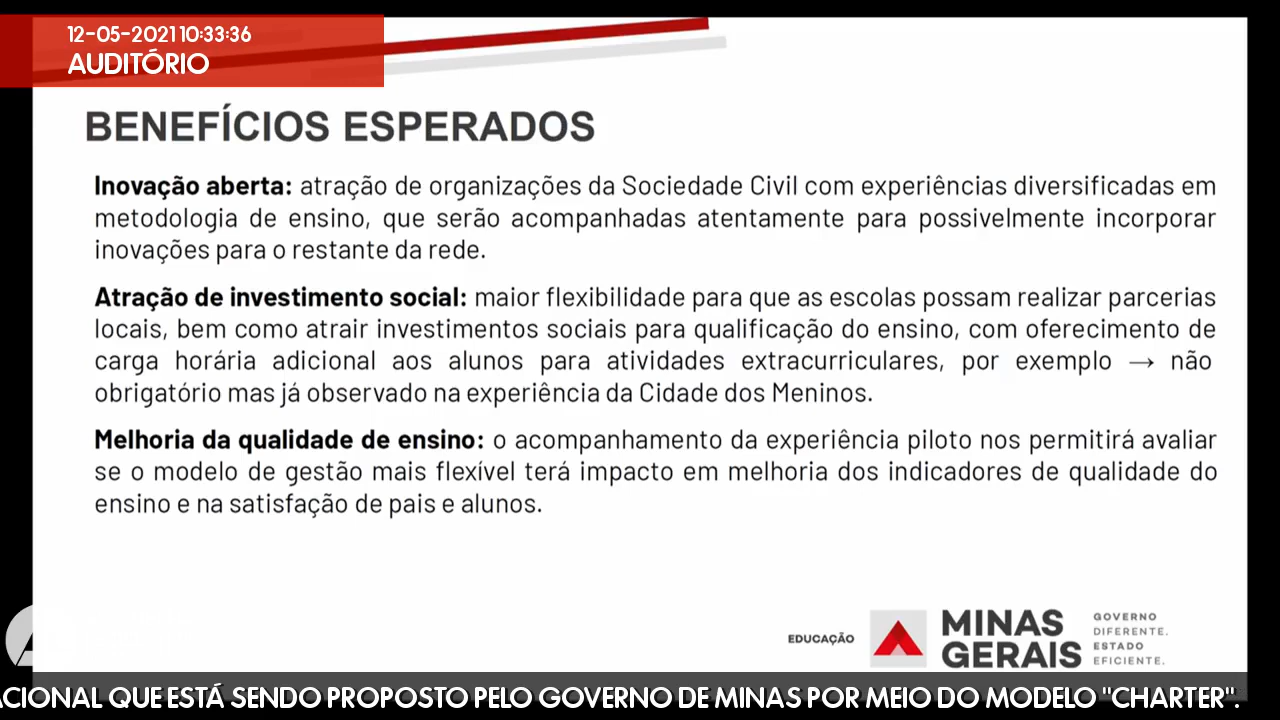 12-05-2021 10:33:36
AUDITÓRIO
BENEFÍCIOS ESPERADOS
Inovação aberta: atração de organizações da Sociedade Civil com experiências diversificadas em
metodologia de ensino, que serão acompanhadas atentamente para possivelmente incorporar
inovações para o restante da rede.
Atração de investimento social: maior flexibilidade para que as escolas possam realizar parcerias
locais, bem como atrair investimentos sociais para qualificação do ensino, com oferecimento de
carga horária adicional aos alunos para atividades extracurriculares, por exemplo → não
obrigatório mas já observado na experiência da Cidade dos Meninos.
Melhoria da qualidade de ensino: o acompanhamento da experiência piloto nos permitirá avaliar
se o modelo de gestão mais flexível terá impacto em melhoria dos indicadores de qualidade do
ensino e na satisfação de pais e alunos.
EDUCAÇÃO
MINAS
GERAIS
GOVERNO
DIFERENTE.
ESTADO
EFICIENTE.
ACIONAL QUE ESTÁ SENDO PROPOSTO PELO GOVERNO DE MINAS POR MEIO DO MODELO "CHARTER".